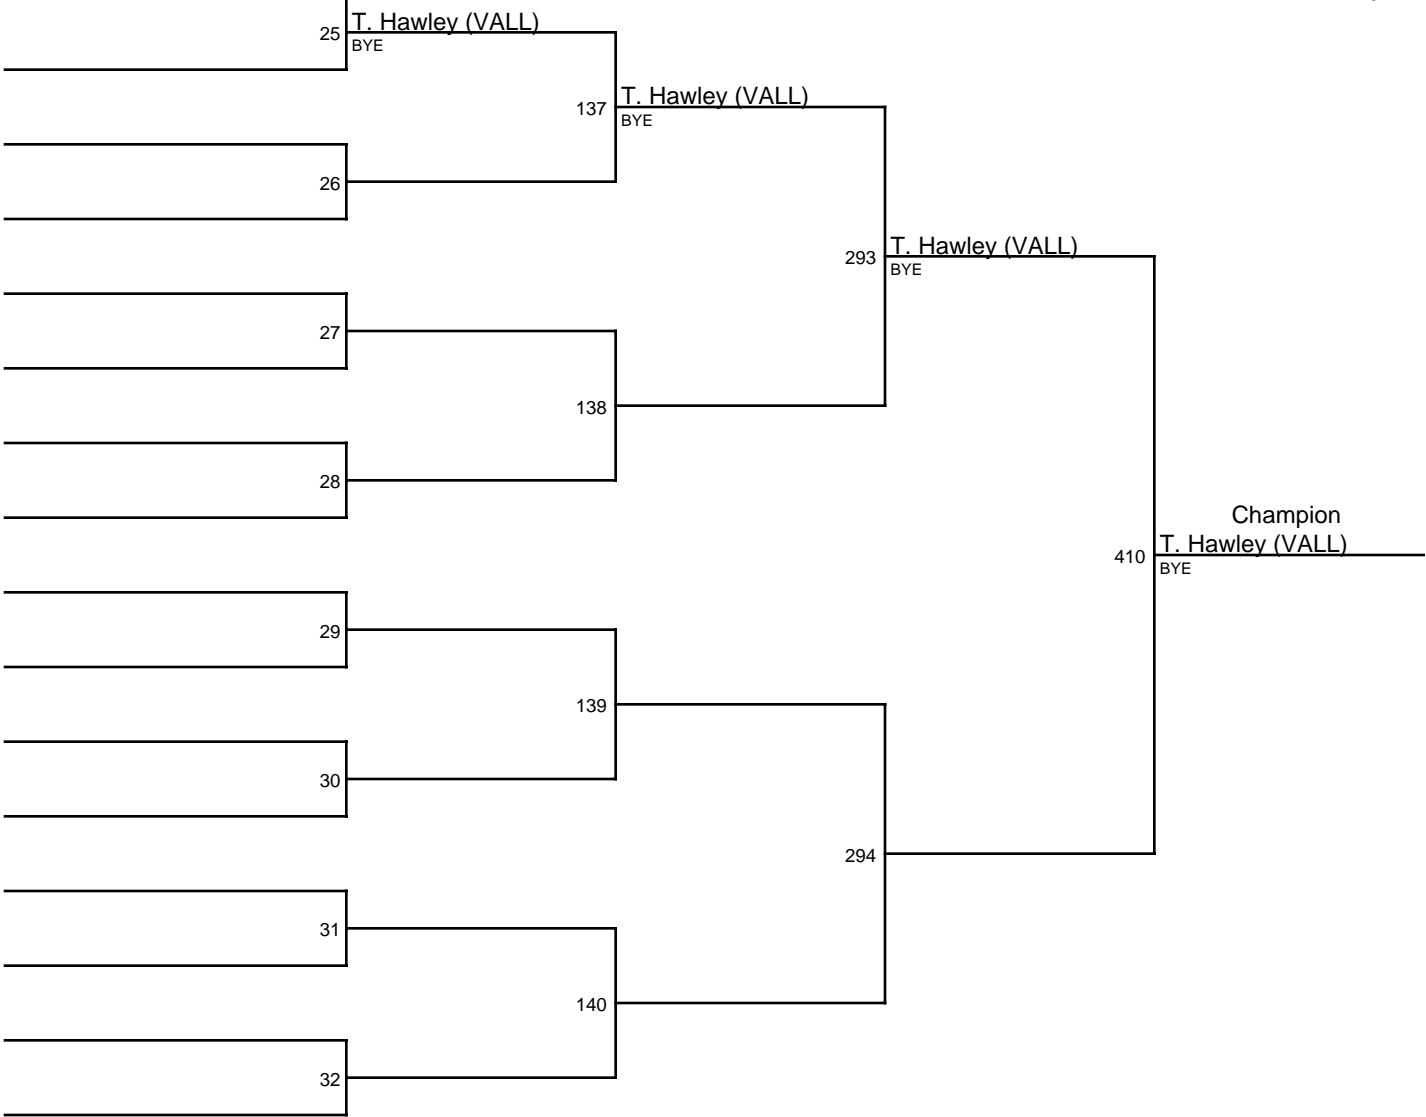 25 T. Hawley (VALL)
BYE
137 T. Hawley (VALL)
BYE
26
293 T. Hawley (VALL)
BYE
27
138
28
Champion
410 T. Hawley (VALL)
BYE
29
139
30
294
31
140
32